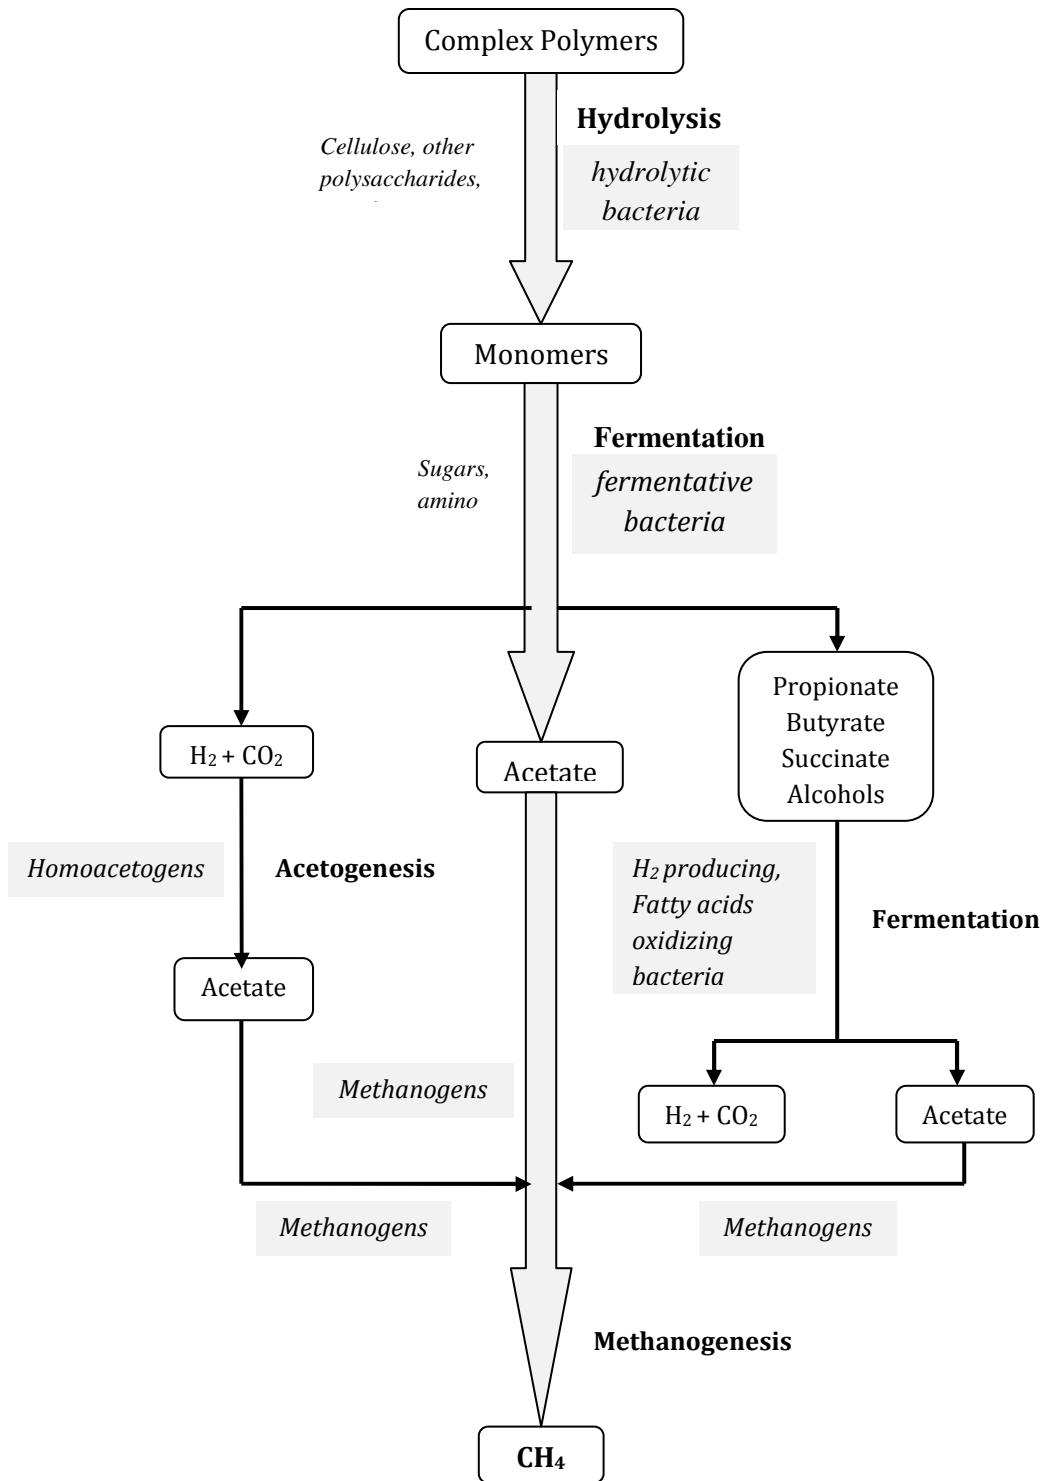 Complex Polymers
Hydrolysis
Cellulose, other
polysaccharides,
hydrolytic
bacteria
Monomers
Fermentation
Sugars,
amino
fermentative
bacteria
Propionate
Butyrate
Succinate
Alcohols
H₂ + CO₂
Acetate
Homoacetogens
Acetogenesis
H₂ producing,
Fatty acids
oxidizing
bacteria
Fermentation
Acetate
Methanogens
H₂ + CO₂
Acetate
Methanogens
Methanogens
Methanogenesis
CH₄